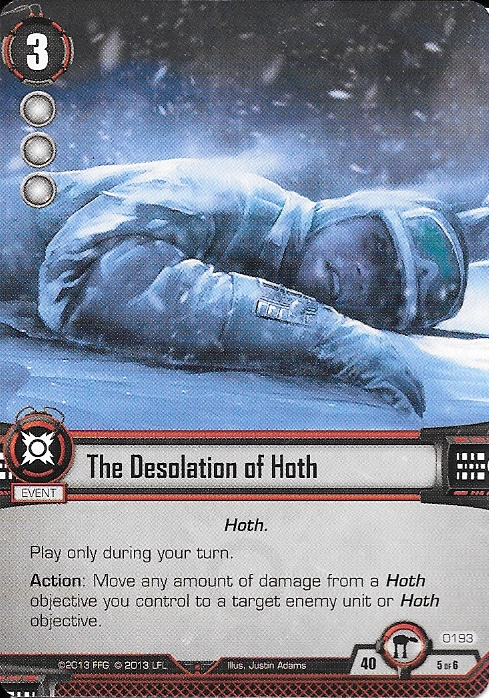 3
The Desolation of Hoth
EVENT
Hoth.
Play only during your turn.
Action: Move any amount of damage from a Hoth
objective you control to a target enemy unit or Hoth
objective.
0193
©2013 FFG © 2013 LFL
Illus. Justin Adams
40
5 OF 6